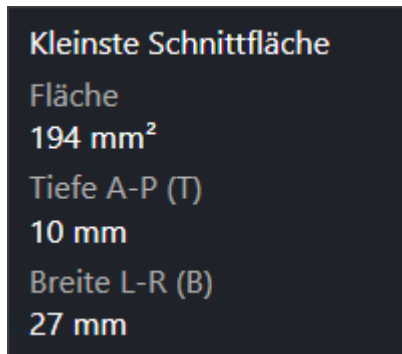 Kleinste Schnittfläche
Fläche
194 mm²
Tiefe A-P (T)
10 mm
Breite L-R (B)
27 mm